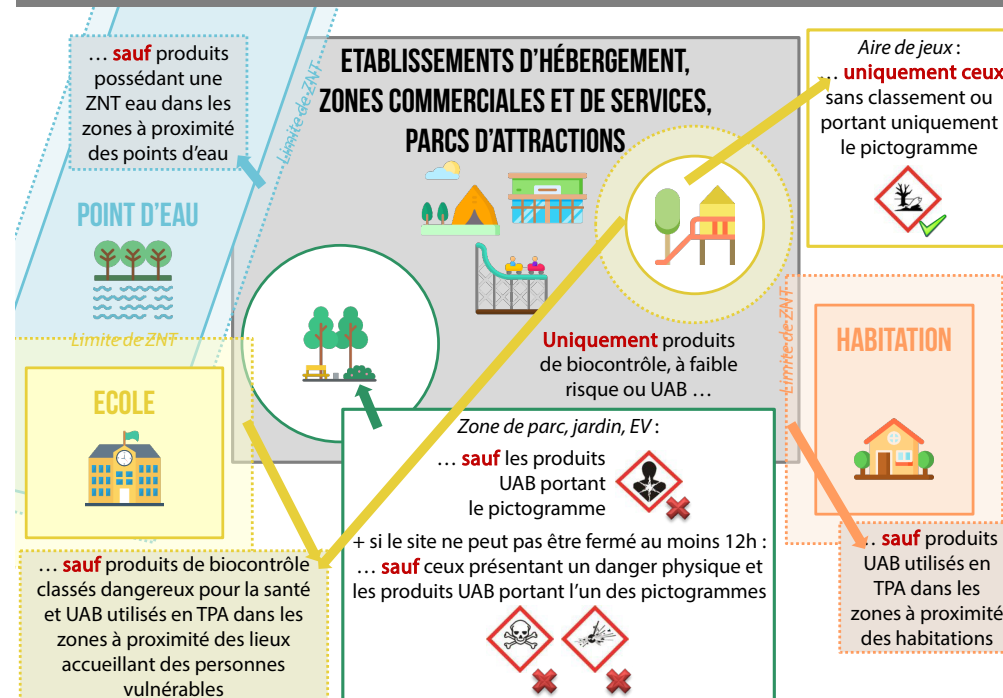 … sauf produits
possédant une
ZNT eau dans les
zones à proximité
des points d’eau
Limite de ZNT
ETABLISSEMENTS D’HÉBERGEMENT,
ZONES COMMERCIALES ET DE SERVICES,
PARCS D’ATTRACTIONS
Aire de jeux :
… uniquement ceux
sans classement ou
portant uniquement
le pictogramme
POINT D’EAU
Limite de ZNT
ECOLE
Uniquement produits
de biocontrôle, à faible
risque ou UAB …
Limite de ZNT
HABITATION
Zone de parc, jardin, EV :
… sauf les produits
UAB portant
le pictogramme
+ si le site ne peut pas être fermé au moins 12h :
… sauf ceux présentant un danger physique et
les produits UAB portant l’un des pictogrammes
… sauf produits de biocontrôle
classés dangereux pour la santé
et UAB utilisés en TPA dans les
zones à proximité des lieux
accueillant des personnes
vulnérables
… sauf produits
UAB utilisés en
TPA dans les
zones à proximité
des habitations